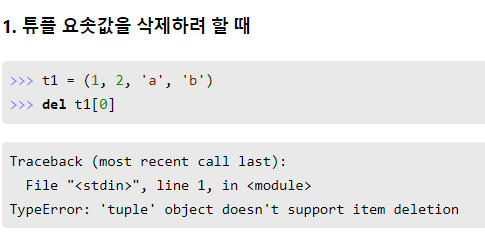 1. 튜플 요솟값을 삭제하려 할 때
>>> t1 = (1, 2, 'a', 'b')
>>> del t1[0]
Traceback (most recent call last):
  File "<stdin>", line 1, in <module>
TypeError: 'tuple' object doesn't support item deletion